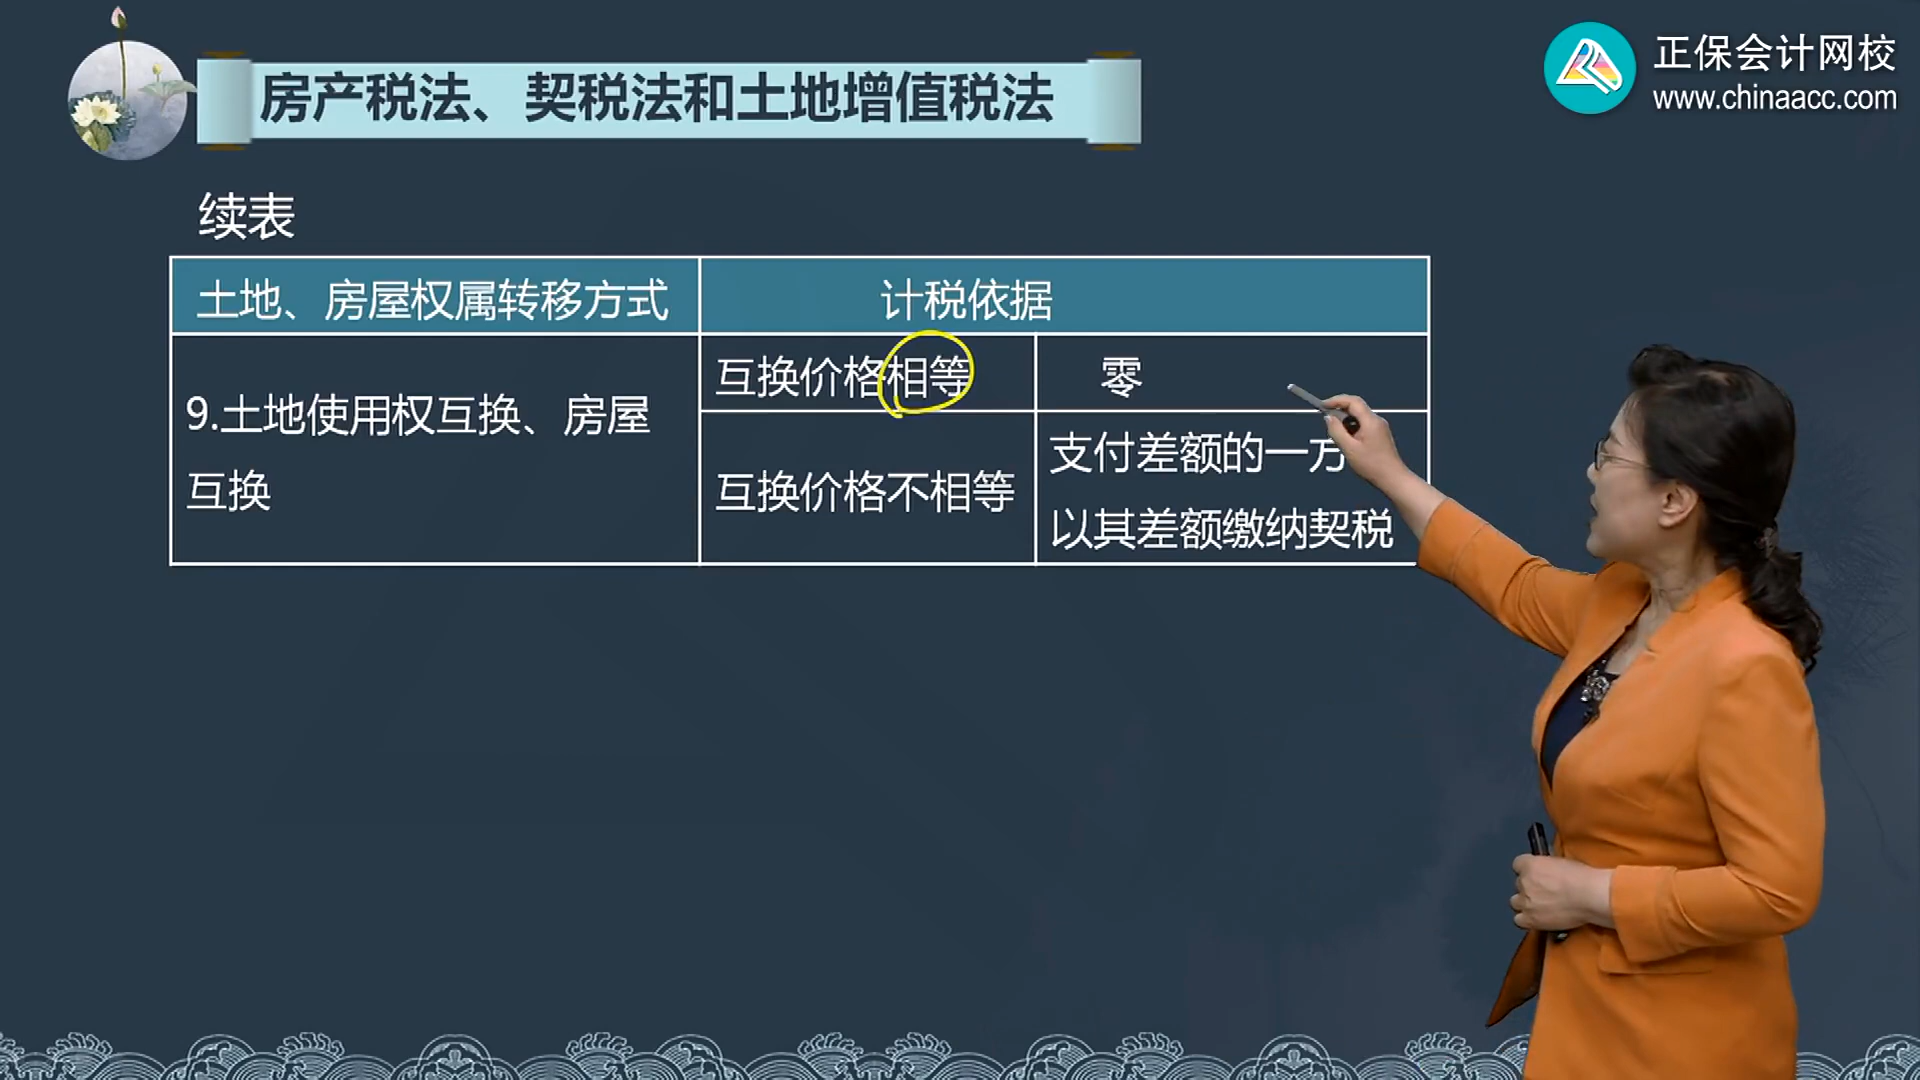 房产税法、契税法和土地增值税法
正保会计网校
www.chinaacc.com
续表
土地、房屋权属转移方式
计税依据
9.土地使用权互换、房屋
互换
互换价格相等
零
互换价格不相等
支付差额的一方
以其差额缴纳契税